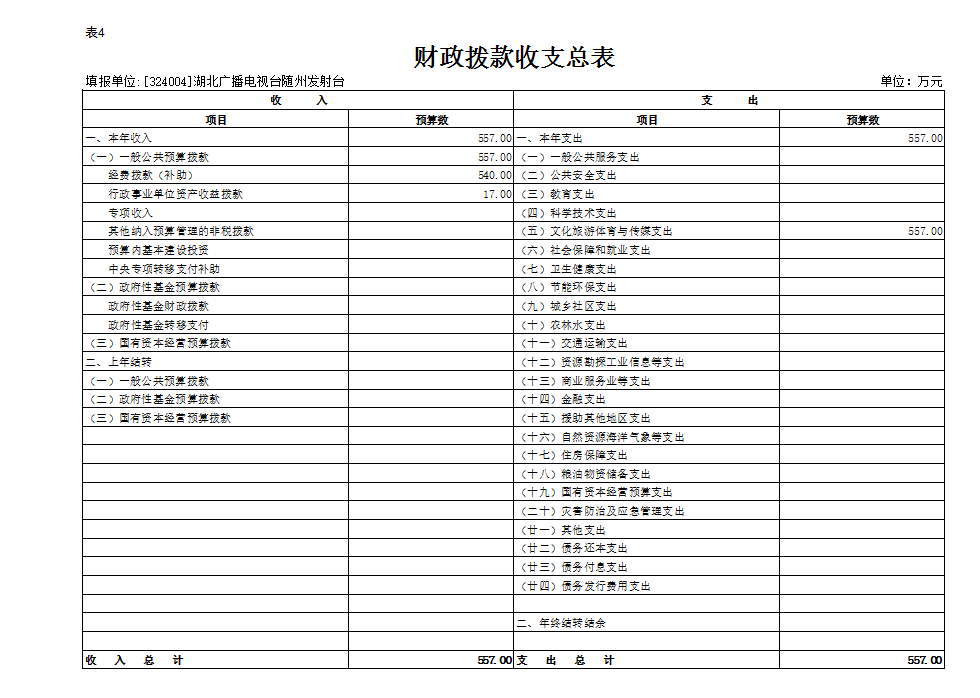 表4
财政拨款收支总表
填报单位:[324004]湖北广播电视台随州发射台 单位：万元
收 入 支 出
项目 预算数 项目 预算数
一、本年收入 557.00 一、本年支出 557.00
（一）一般公共预算拨款 557.00 （一）一般公共服务支出
经费拨款（补助） 540.00 （二）公共安全支出
行政事业单位资产收益拨款 17.00 （三）教育支出
专项收入 （四）科学技术支出
其他纳入预算管理的非税拨款 （五）文化旅游体育与传媒支出 557.00
预算内基本建设投资 （六）社会保障和就业支出
中央专项转移支付补助 （七）卫生健康支出
（二）政府性基金预算拨款 （八）节能环保支出
政府性基金财政拨款 （九）城乡社区支出
政府性基金转移支付 （十）农林水支出
（三）国有资本经营预算拨款 （十一）交通运输支出
二、上年结转 （十二）资源勘探工业信息等支出
（一）一般公共预算拨款 （十三）商业服务业等支出
（二）政府性基金预算拨款 （十四）金融支出
（三）国有资本经营预算拨款 （十五）援助其他地区支出
（十六）自然资源海洋气象等支出
（十七）住房保障支出
（十八）粮油物资储备支出
（十九）国有资本经营预算支出
（二十）灾害防治及应急管理支出
（廿一）其他支出
（廿二）债务还本支出
（廿三）债务付息支出
（廿四）债务发行费用支出
二、年终结转结余
收 入 总 计 557.00 支 出 总 计 557.00